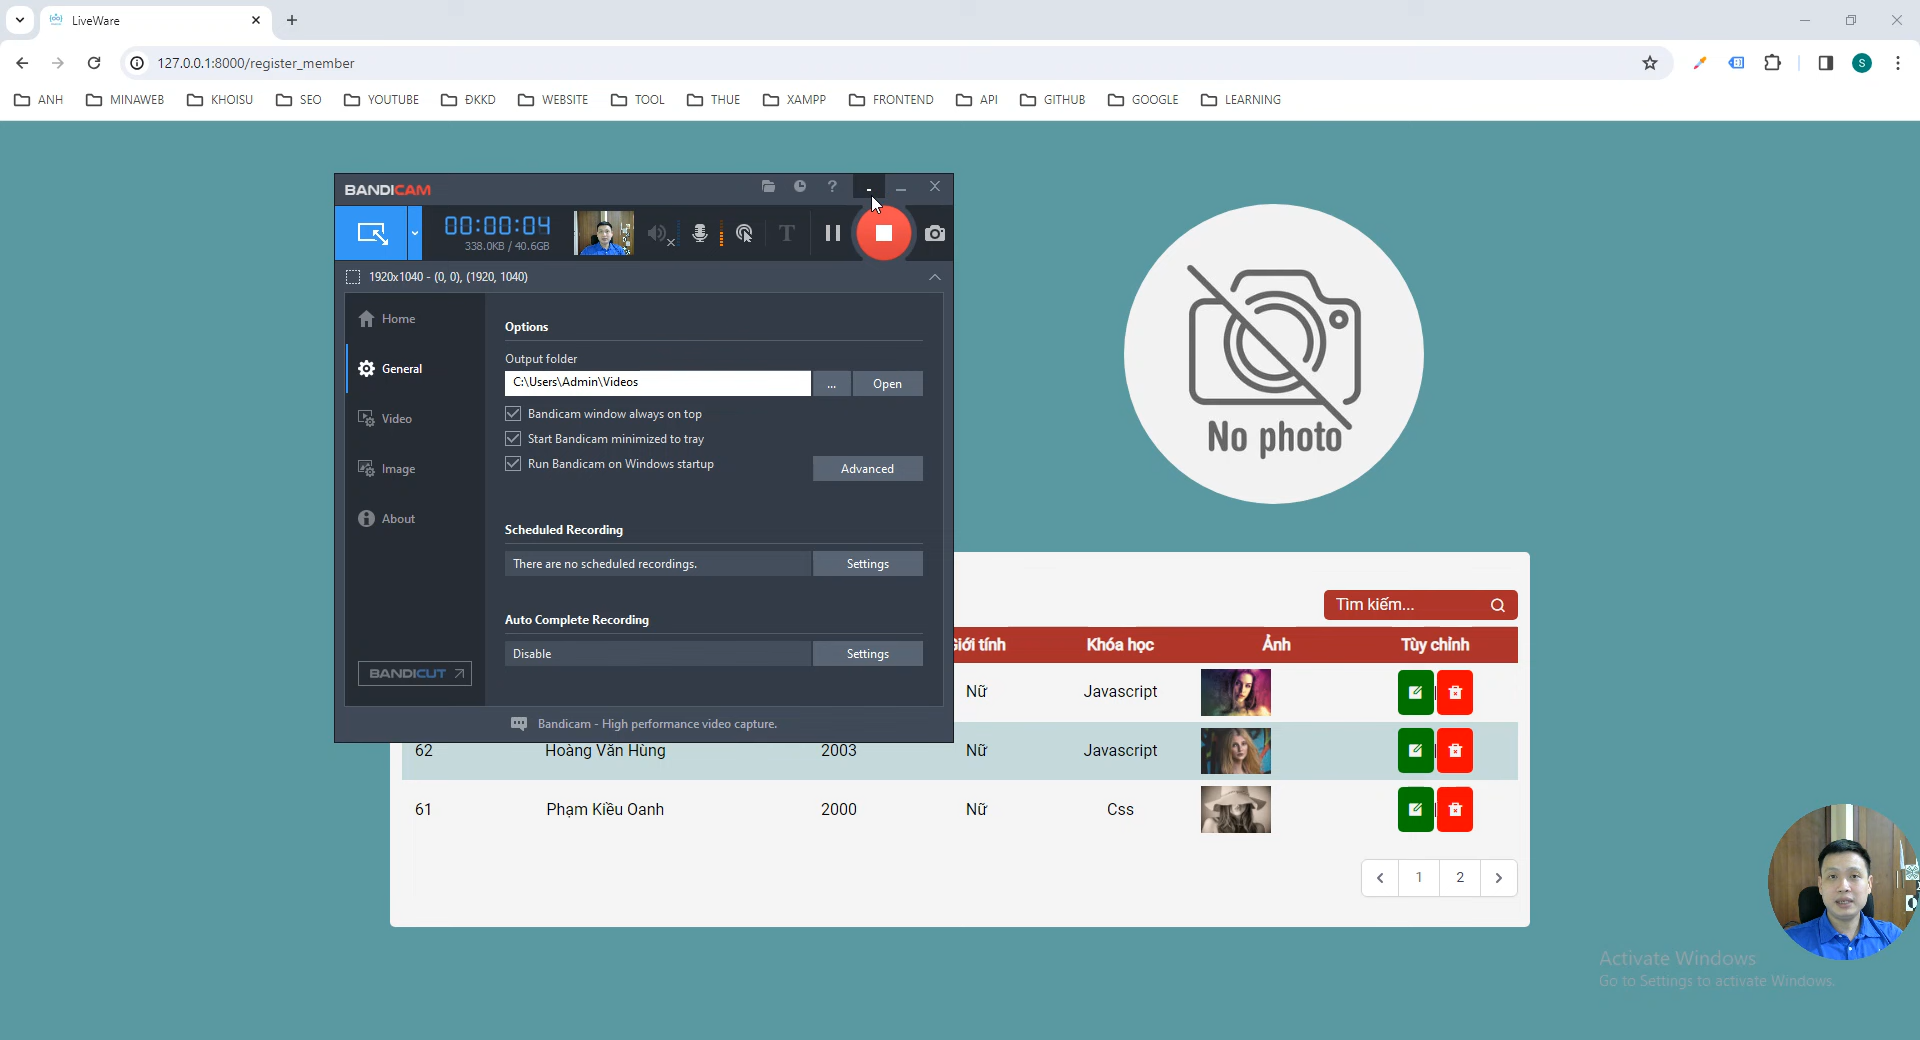 LiveWare
127.0.0.1:8000/register_member
S
ANH MINAWEB KHOISU SEO YOUTUBE ĐKKD WEBSITE TOOL THUE XAMPP FRONTEND API GITHUB GOOGLE LEARNING
BANDICAM
?
00:00:04
338.0KB / 40.6GB
T
1920x1040 - (0, 0), (1920, 1040)
Home
General
Video
Image
About
BANDICUT
Options
Output folder
C:\Users\Admin\Videos
...
Open
Bandicam window always on top
Start Bandicam minimized to tray
Run Bandicam on Windows startup
Advanced
Scheduled Recording
There are no scheduled recordings.
Settings
Auto Complete Recording
Disable
Settings
Bandicam - High performance video capture.
No photo
Tìm kiếm...
Giới tính Khóa học Ảnh Tùy chỉnh
Nữ Javascript |
62 Hoàng Văn Hùng 2003 Nữ Javascript |
61 Phạm Kiều Oanh 2000 Nữ Css |
1 2
Activate Windows
Go to Settings to activate Windows.